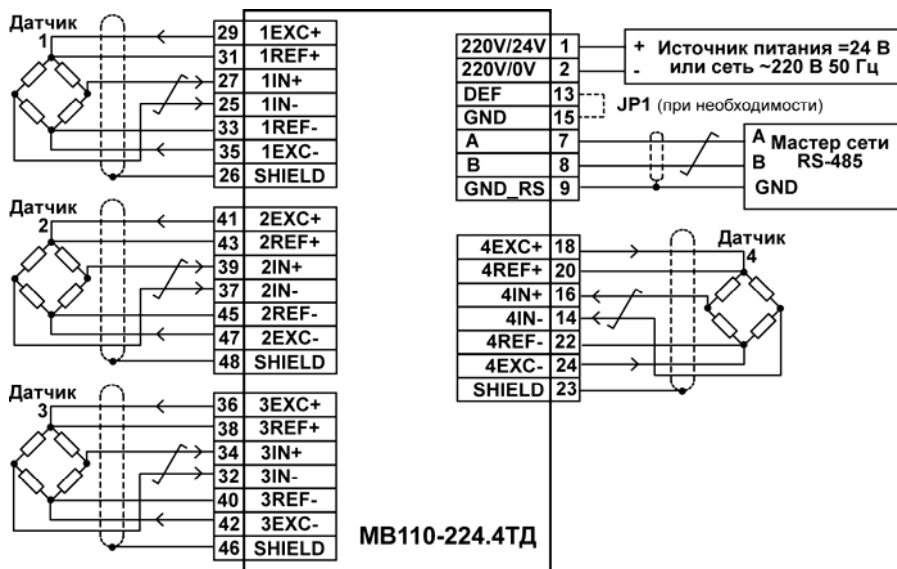 Датчик
1
29 1EXC+
31 1REF+
27 1IN+
25 1IN-
33 1REF-
35 1EXC-
26 SHIELD
Датчик
2
41 2EXC+
43 2REF+
39 2IN+
37 2IN-
45 2REF-
47 2EXC-
48 SHIELD
Датчик
3
36 3EXC+
38 3REF+
34 3IN+
32 3IN-
40 3REF-
42 3EXC-
46 SHIELD
МВ110-224.4ТД
220V/24V 1
220V/0V 2
DEF 13
GND 15
A 7
B 8
GND_RS 9
+ Источник питания =24 В
- или сеть ~220 В 50 Гц
JP1 (при необходимости)
A Мастер сети
B RS-485
GND
Датчик
4
4EXC+ 18
4REF+ 20
4IN+ 16
4IN- 14
4REF- 22
4EXC- 24
SHIELD 23